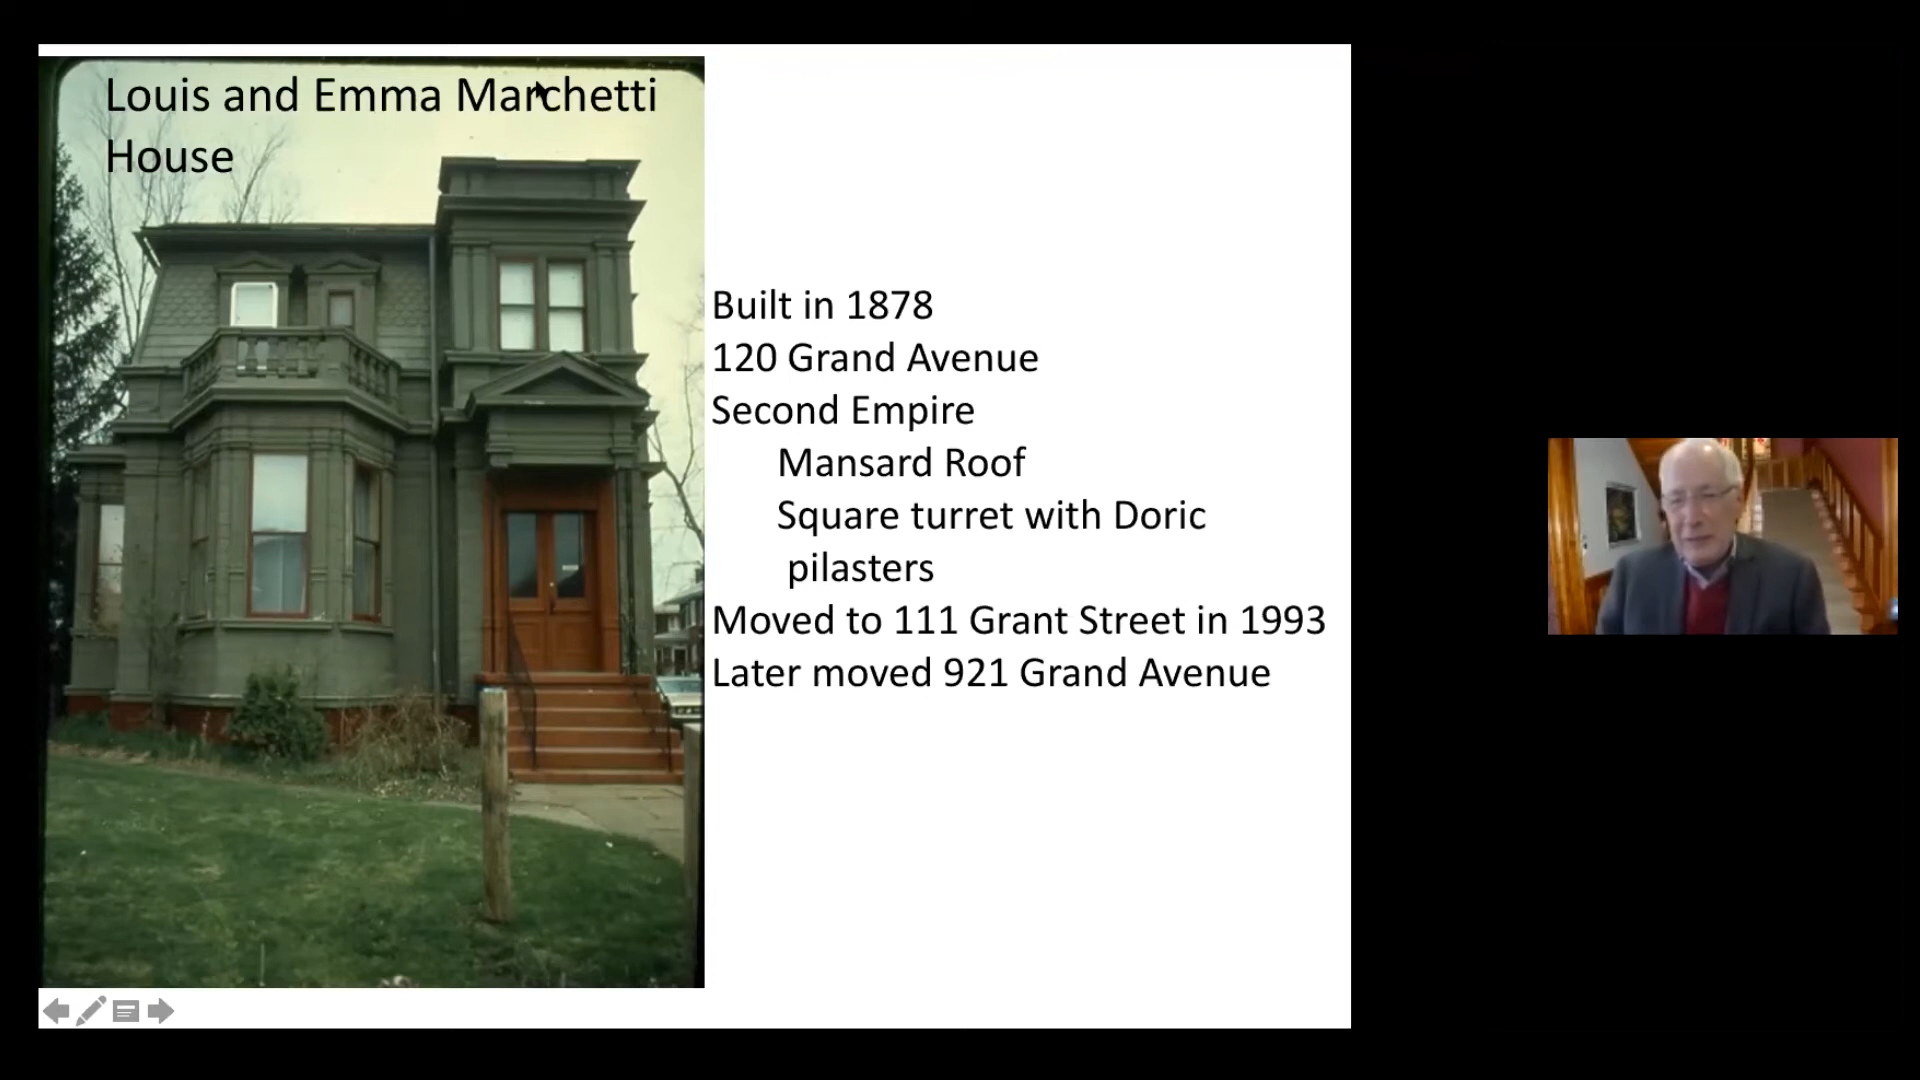 Louis and Emma Marchetti
House
Built in 1878
120 Grand Avenue
Second Empire
Mansard Roof
Square turret with Doric
pilasters
Moved to 111 Grant Street in 1993
Later moved 921 Grand Avenue